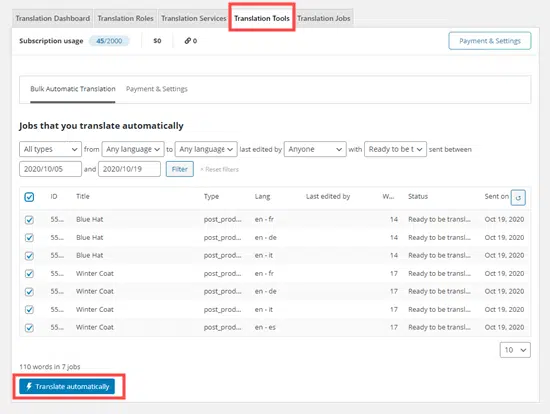 Translation Dashboard Translation Roles Translation Services Translation Tools Translation Jobs
Subscription usage 45/2000 $0 0 Payment & Settings
Bulk Automatic Translation Payment & Settings
Jobs that you translate automatically
All types from Any language to Any language last edited by Anyone with Ready to be t sent between
2020/10/05 and 2020/10/19 Filter × Reset filters
ID Title Type Lang Last edited by W... Status Sent on
55... Blue Hat post_prod... en - fr 14 Ready to be transl... Oct 19, 2020
55... Blue Hat post_prod... en - de 14 Ready to be transl... Oct 19, 2020
55... Blue Hat post_prod... en - it 14 Ready to be transl... Oct 19, 2020
55... Winter Coat post_prod... en - fr 17 Ready to be transl... Oct 19, 2020
55... Winter Coat post_prod... en - de 17 Ready to be transl... Oct 19, 2020
55... Winter Coat post_prod... en - it 17 Ready to be transl... Oct 19, 2020
55... Winter Coat post_prod... en - es 17 Ready to be transl... Oct 19, 2020
10
110 words in 7 jobs
Translate automatically